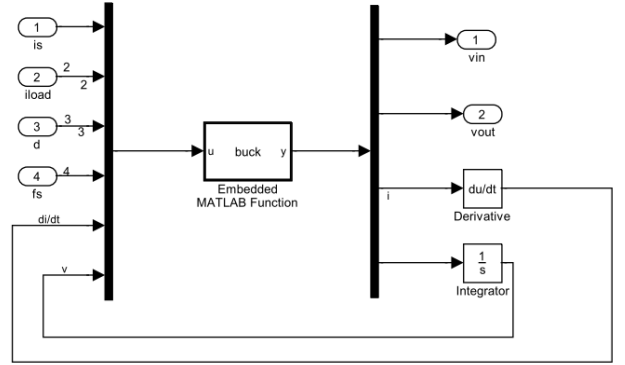 1
is
2
2
2
iload
3
3
3
d
4
4
fs
di/dt
v
u buck y
Embedded
MATLAB Function
1
vin
2
vout
i
du/dt
Derivative
1
s
Integrator